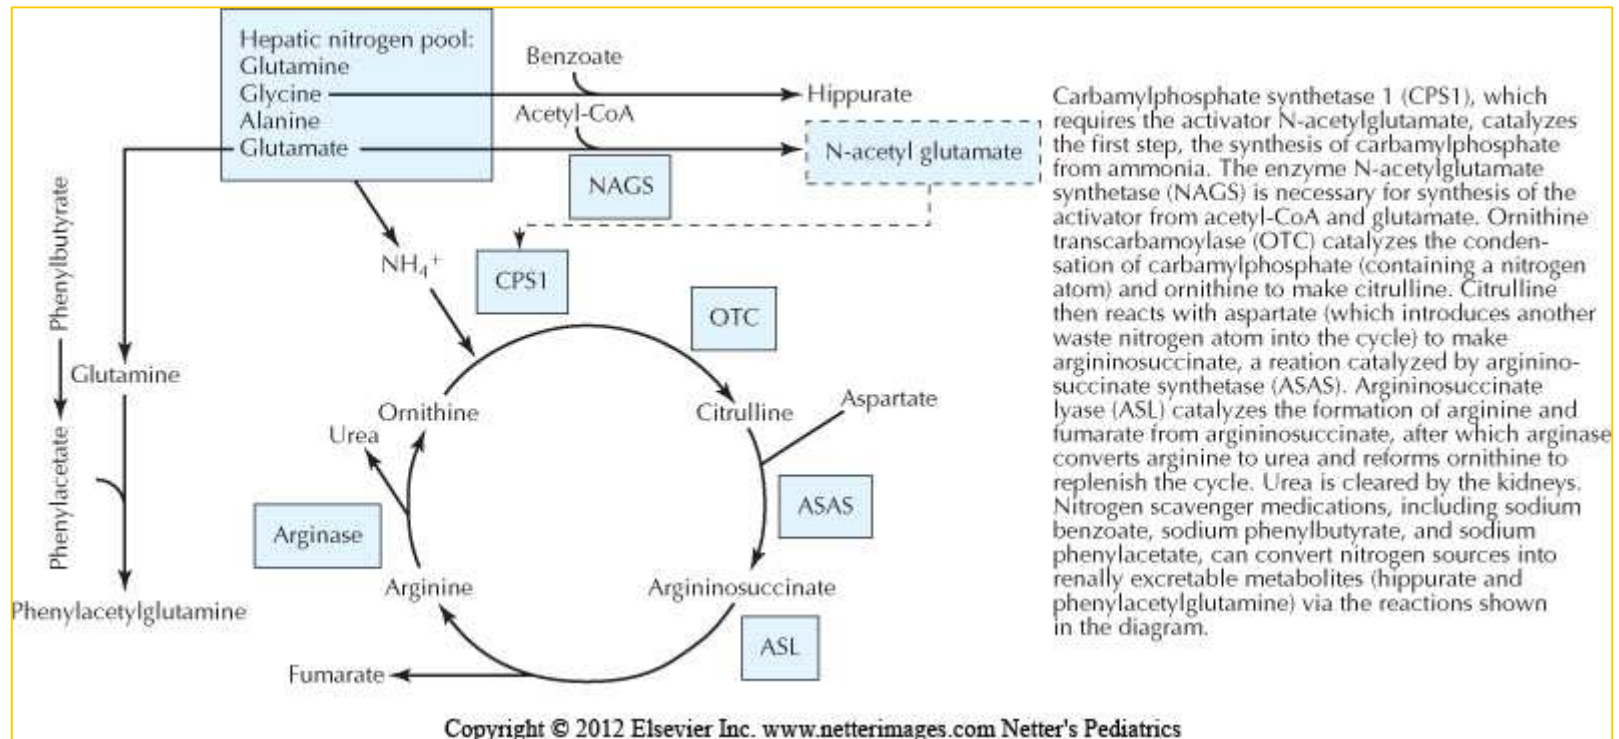 Hepatic nitrogen pool:
Glutamine
Glycine
Alanine
Glutamate
Benzoate
Hippurate
Acetyl-CoA
N-acetyl glutamate
NAGS
NH₄⁺
CPS1
OTC
Phenylbutyrate
Glutamine
Phenylacetate
Phenylacetylglutamine
Ornithine
Citrulline
Aspartate
Urea
ASAS
Arginase
Arginine
Argininosuccinate
ASL
Fumarate
Carbamylphosphate synthetase 1 (CPS1), which
requires the activator N-acetylglutamate, catalyzes
the first step, the synthesis of carbamylphosphate
from ammonia. The enzyme N-acetylglutamate
synthetase (NAGS) is necessary for synthesis of the
activator from acetyl-CoA and glutamate. Ornithine
transcarbamoylase (OTC) catalyzes the conden-
sation of carbamylphosphate (containing a nitrogen
atom) and ornithine to make citrulline. Citrulline
then reacts with aspartate (which introduces another
waste nitrogen atom into the cycle) to make
argininosuccinate, a reation catalyzed by arginino-
succinate synthetase (ASAS). Argininosuccinate
lyase (ASL) catalyzes the formation of arginine and
fumarate from argininosuccinate, after which arginase
converts arginine to urea and reforms ornithine to
replenish the cycle. Urea is cleared by the kidneys.
Nitrogen scavenger medications, including sodium
benzoate, sodium phenylbutyrate, and sodium
phenylacetate, can convert nitrogen sources into
renally excretable metabolites (hippurate and
phenylacetylglutamine) via the reactions shown
in the diagram.
Copyright © 2012 Elsevier Inc. www.netterimages.com Netter's Pediatrics